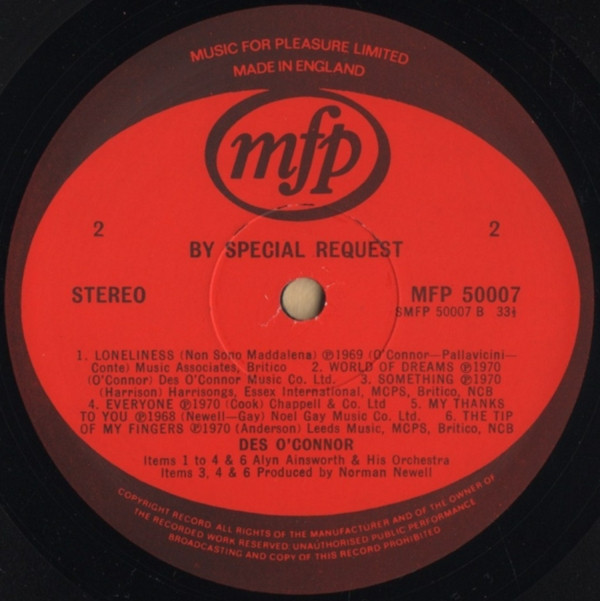 MUSIC FOR PLEASURE LIMITED
MADE IN ENGLAND
mfp
2 2
BY SPECIAL REQUEST
STEREO MFP 50007
SMFP 50007 B 33⅓
1. LONELINESS (Non Sono Maddalena) ℗1969 (O'Connor—Pallavicini—
Conte) Music Associates, Britico 2. WORLD OF DREAMS ℗1970
(O'Connor) Des O'Connor Music Co. Ltd. 3. SOMETHING ℗1970
(Harrison) Harrisongs, Essex International, MCPS, Britico, NCB
4. EVERYONE ℗1970 (Cook) Chappell & Co. Ltd 5. MY THANKS
TO YOU ℗1968 (Newell—Gay) Noel Gay Music Co. Ltd. 6. THE TIP
OF MY FINGERS ℗1970 (Anderson) Leeds Music, MCPS, Britico, NCB
DES O'CONNOR
Items 1 to 4 & 6 Alyn Ainsworth & His Orchestra
Items 3, 4 & 6 Produced by Norman Newell
COPYRIGHT RECORD. ALL RIGHTS OF THE MANUFACTURER AND OF THE OWNER OF
THE RECORDED WORK RESERVED. UNAUTHORISED PUBLIC PERFORMANCE
BROADCASTING AND COPY OF THIS RECORD PROHIBITED